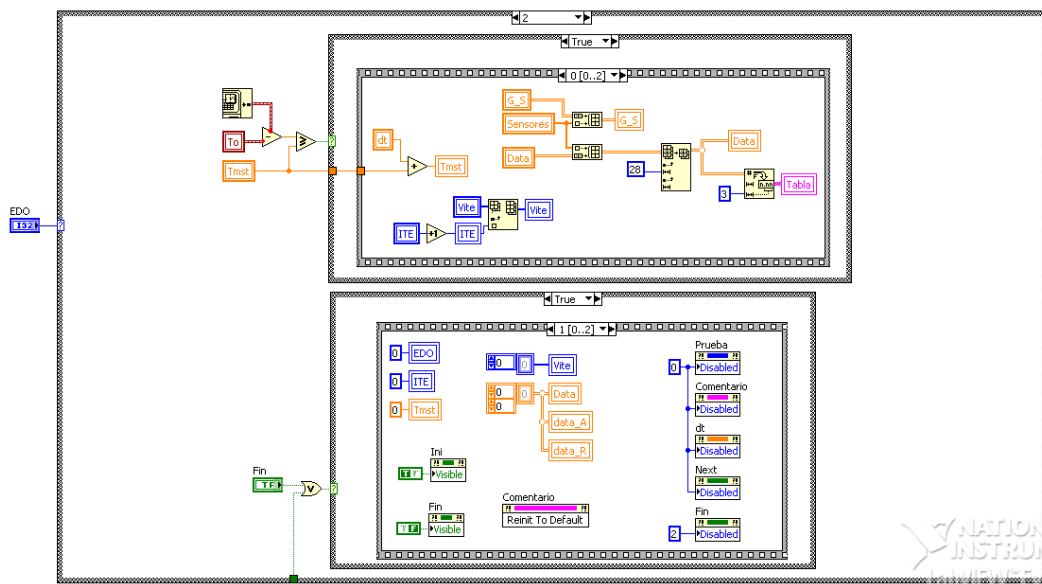 2
True
0 [0..2]
G_S
G_S
Sensores
dt
To
Data
Data
Tmst
Tmst
28
3
Tabla
Vite
Vite
EDO
I32
ITE
+1
ITE
True
1 [0..2]
Prueba
0
EDO
0
0
Vite
0
Disabled
0
ITE
Comentario
0
0
Data
0
Tmst
0
data_A
Disabled
dt
data_R
Disabled
Ini
Fin
TF
T F
Visible
Next
Disabled
Fin
Comentario
T F
Visible
Reinit To Default
Fin
2
Disabled